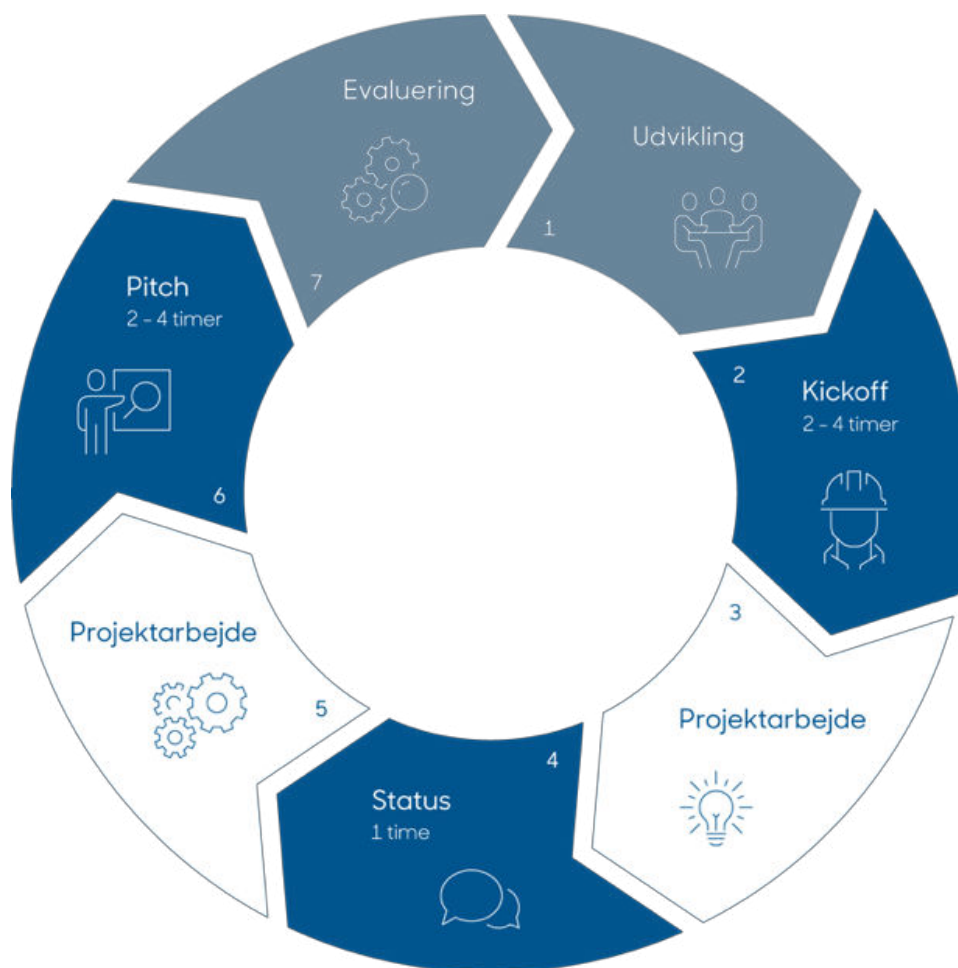 Udvikling
1
2
Kickoff
2 - 4 timer
3
Projektarbejde
4
Status
1 time
Projektarbejde
5
Pitch
2 - 4 timer
6
Evaluering
7